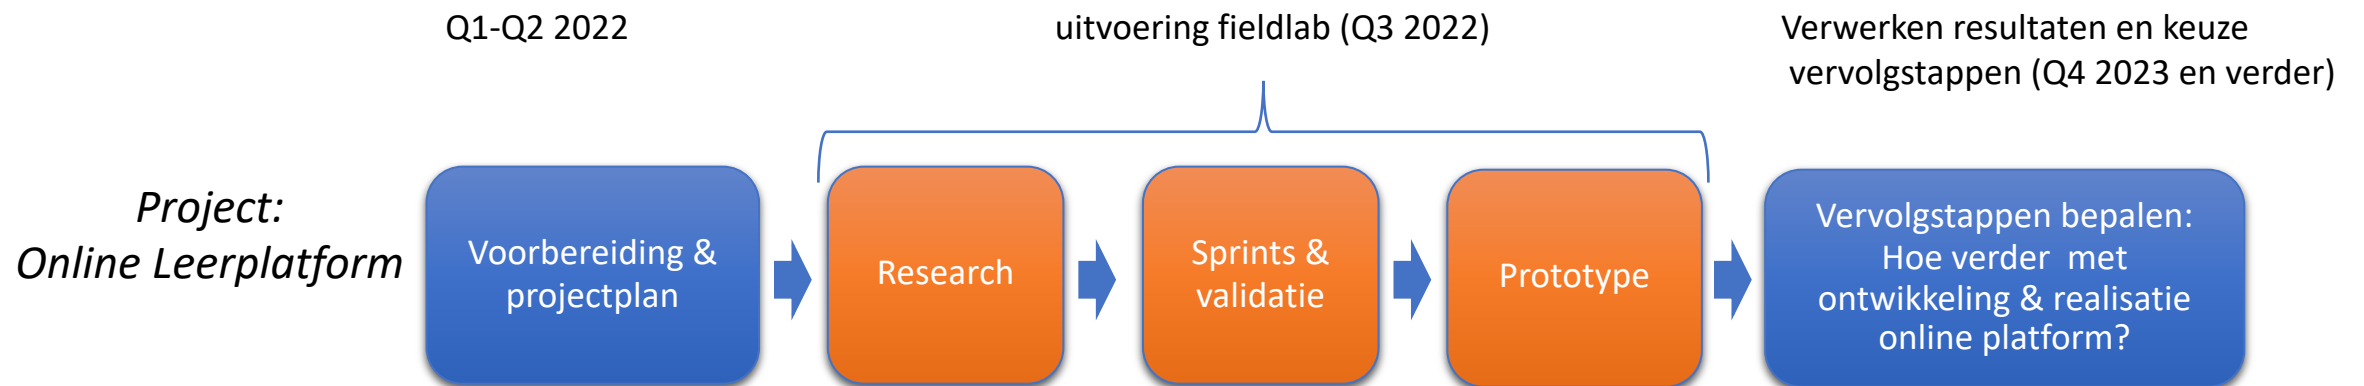 Q1-Q2 2022
uitvoering fieldlab (Q3 2022)
Verwerken resultaten en keuze
vervolgstappen (Q4 2023 en verder)
Project:
Online Leerplatform
Voorbereiding &
projectplan
Research
Sprints &
validatie
Prototype
Vervolgstappen bepalen:
Hoe verder met
ontwikkeling & realisatie
online platform?